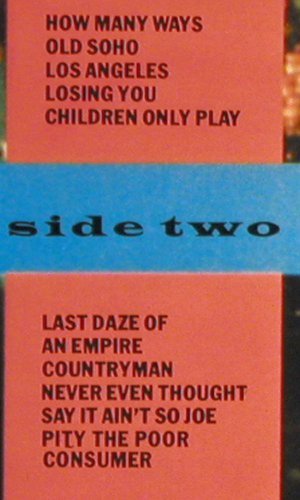 HOW MANY WAYS
OLD SOHO
LOS ANGELES
LOSING YOU
CHILDREN ONLY PLAY
side two
LAST DAZE OF
AN EMPIRE
COUNTRYMAN
NEVER EVEN THOUGHT
SAY IT AIN'T SO JOE
PITY THE POOR
CONSUMER